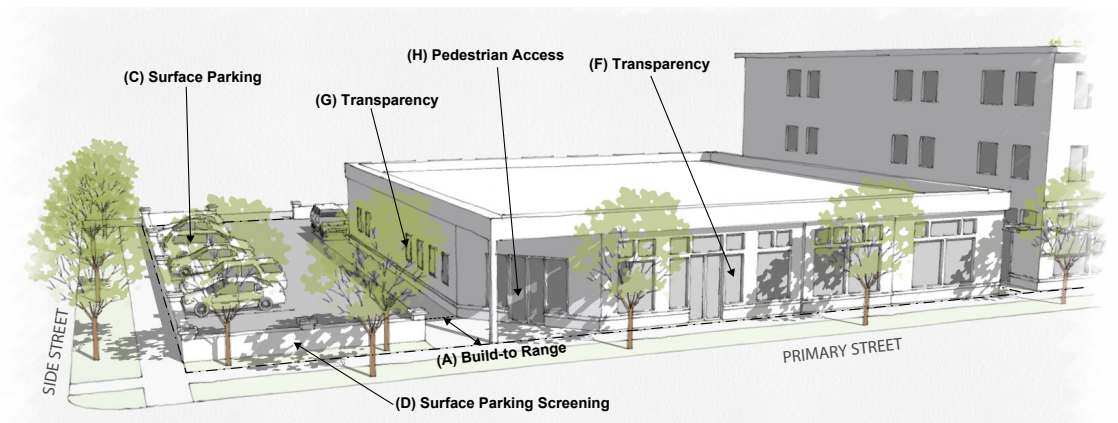 (H) Pedestrian Access
(F) Transparency
(C) Surface Parking
(G) Transparency
SIDE STREET
(A) Build-to Range
PRIMARY STREET
(D) Surface Parking Screening